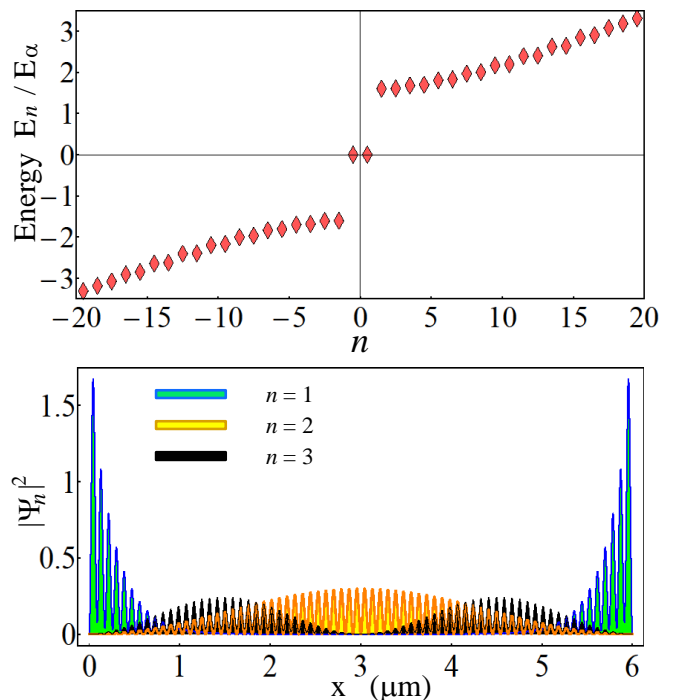 Energy E_n / E_α
3
2
1
0
−1
−2
−3
−20 −15 −10 −5 0 5 10 15 20
n
|Ψ_n|^2
1.5
1
0.5
0
n = 1
n = 2
n = 3
0 1 2 3 4 5 6
x (μm)